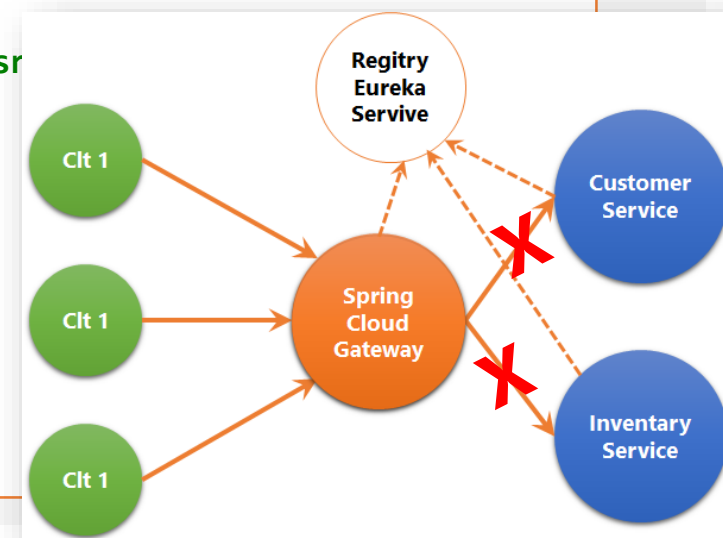 Regitry
Eureka
Servive
Clt 1
Customer
Service
Spring
Cloud
Gateway
Clt 1
Inventary
Service
Clt 1